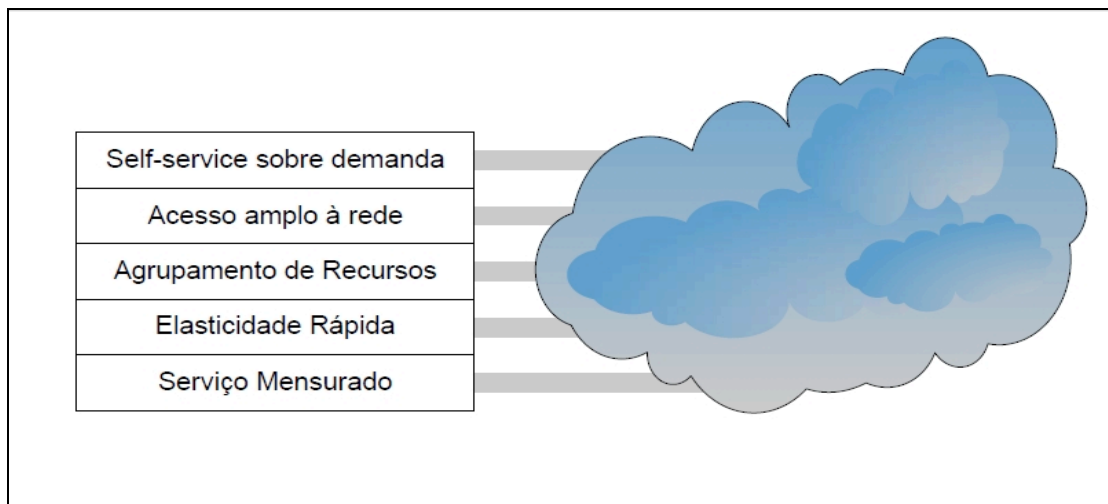 Self-service sobre demanda
Acesso amplo à rede
Agrupamento de Recursos
Elasticidade Rápida
Serviço Mensurado